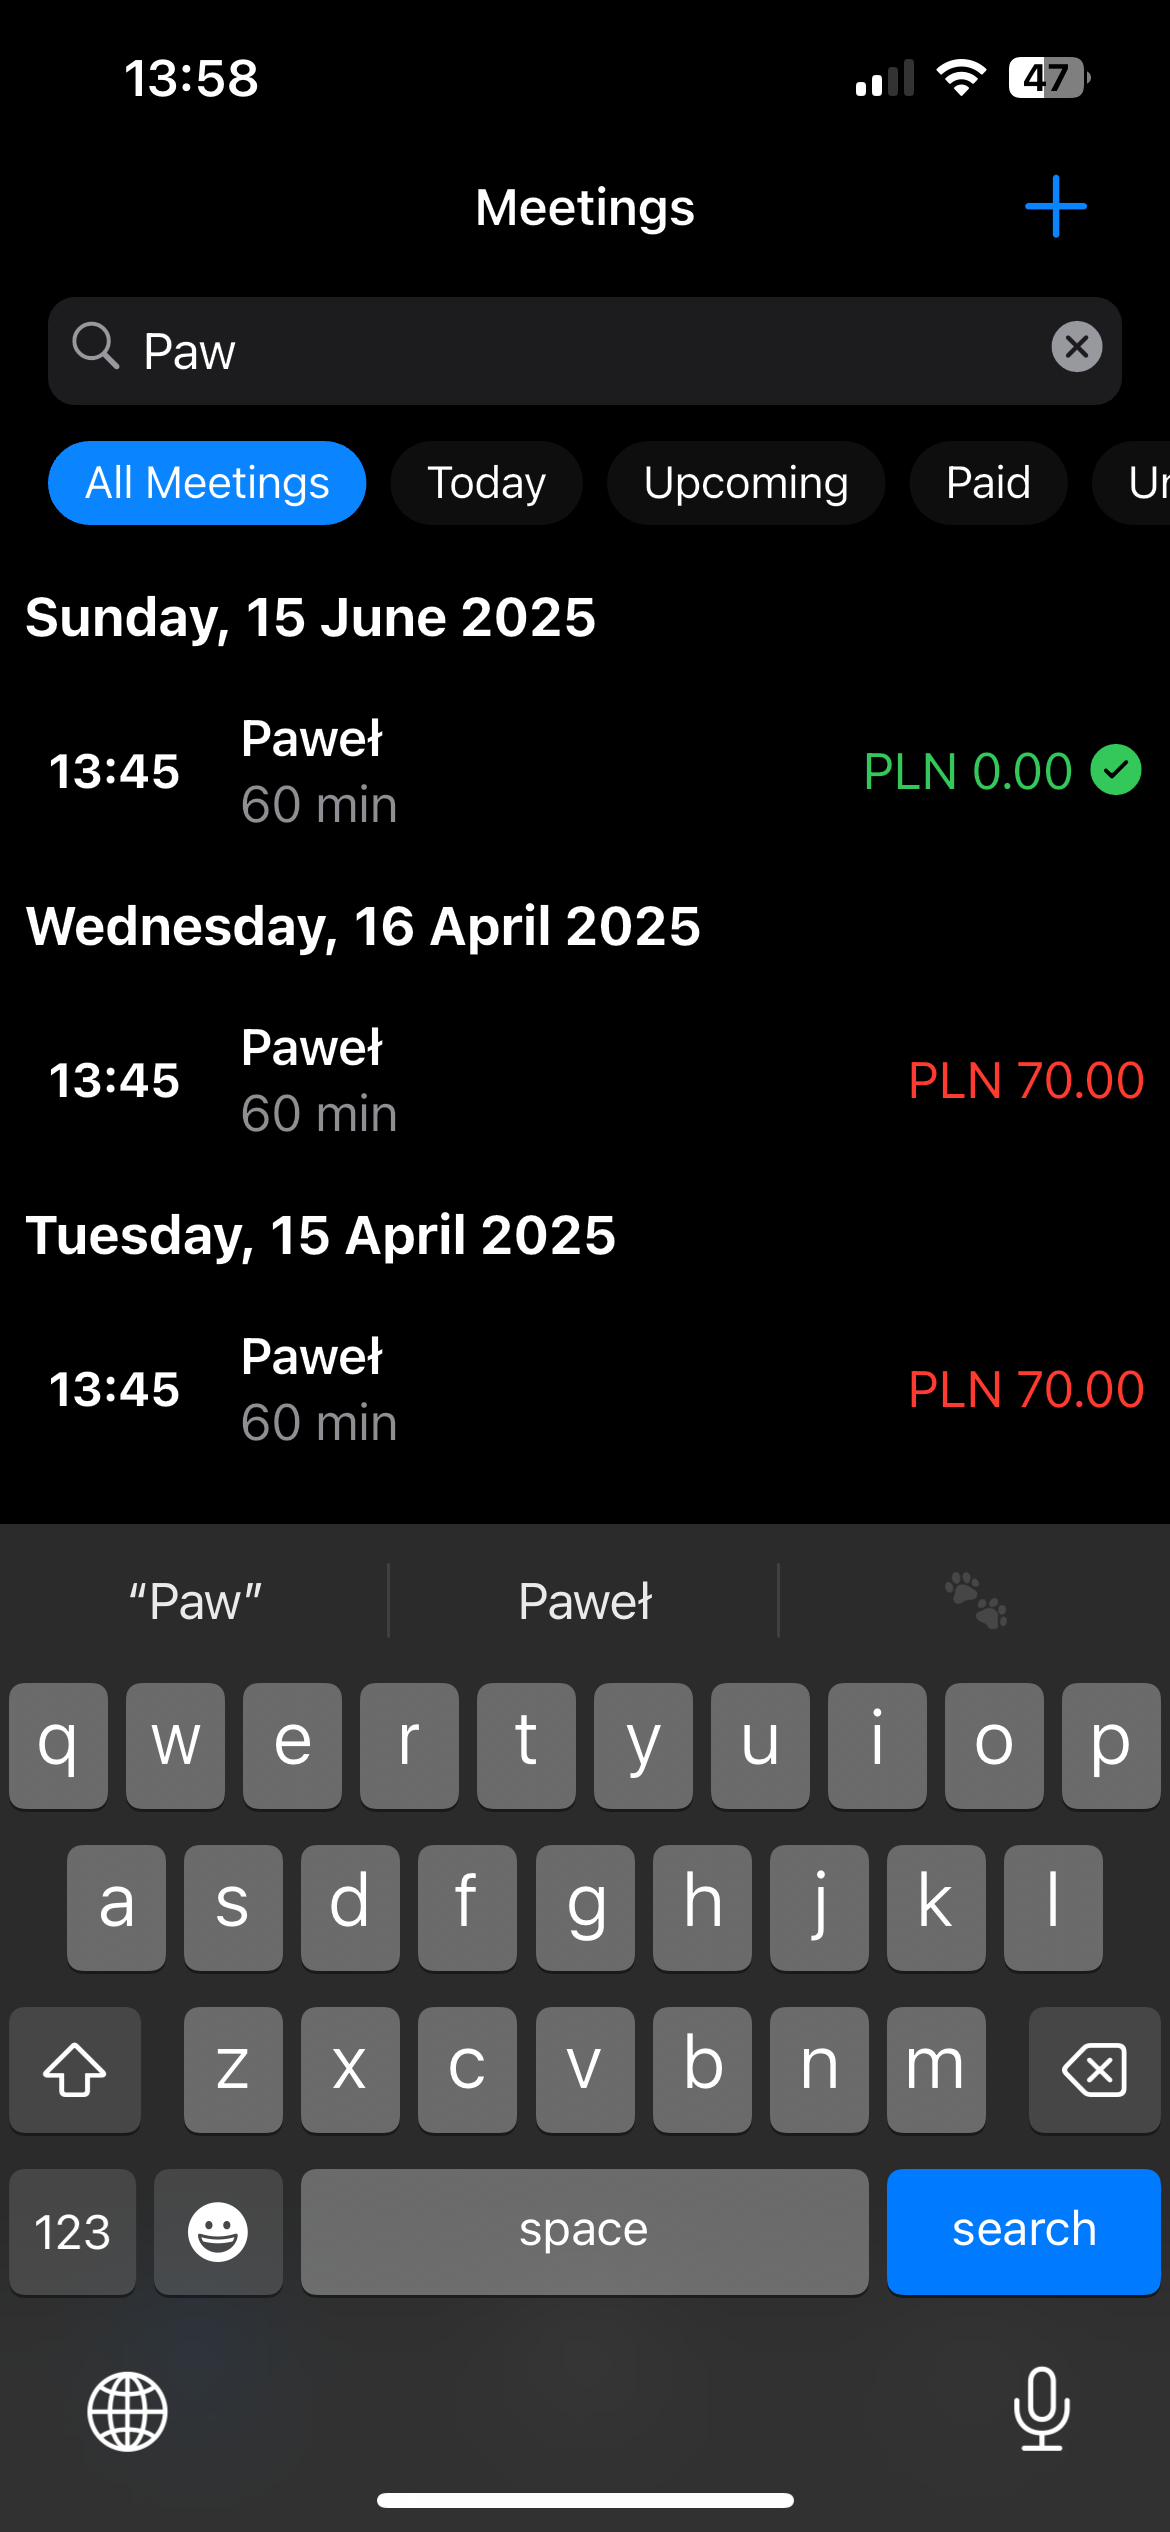 13:58
47
Meetings
Paw
All Meetings Today Upcoming Paid Un
Sunday, 15 June 2025
Paweł
13:45 PLN 0.00
60 min
Wednesday, 16 April 2025
Paweł
13:45 PLN 70.00
60 min
Tuesday, 15 April 2025
Paweł
13:45 PLN 70.00
60 min
“Paw” Paweł
q w e r t y u i o p
a s d f g h j k l
z x c v b n m
123 space search